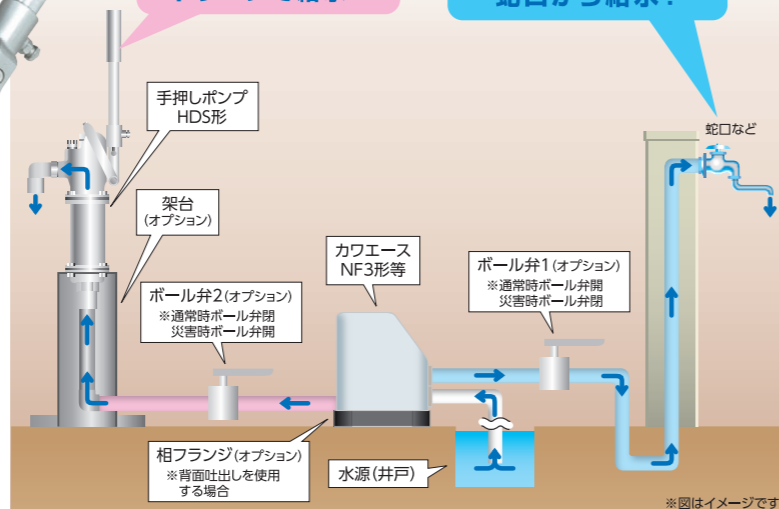 蛇口から給水!
手押しポンプ
HDS形
蛇口など
架台
(オプション)
カワエース
NF3形等
ボール弁1(オプション)
※通常時ボール弁開
災害時ボール弁閉
ボール弁2(オプション)
※通常時ボール弁閉
災害時ボール弁開
相フランジ(オプション)
※背面吐出しを使用
する場合
水源(井戸)
※図はイメージです